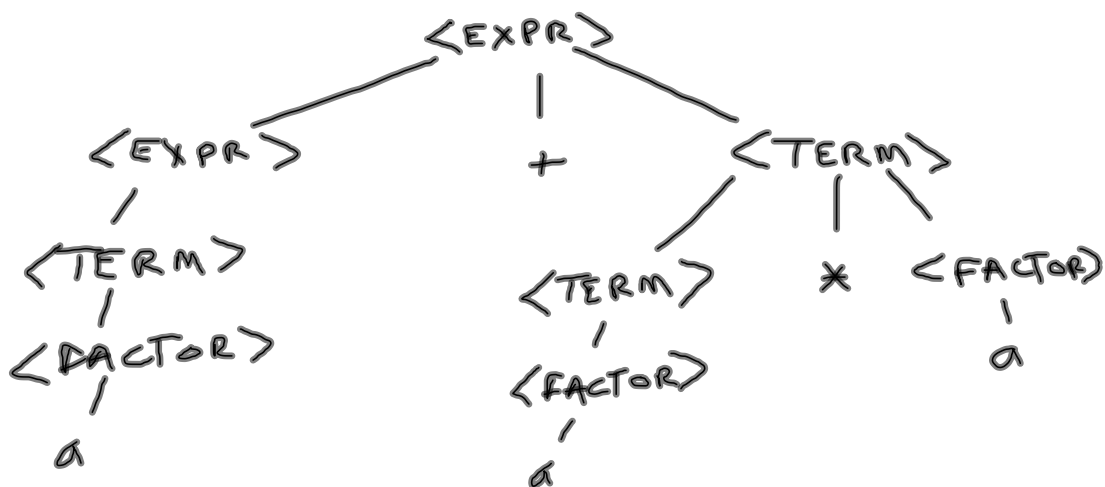 <EXPR>
<EXPR> + <TERM>
<TERM> <TERM> * <FACTOR>
<FACTOR> <FACTOR> a
a a